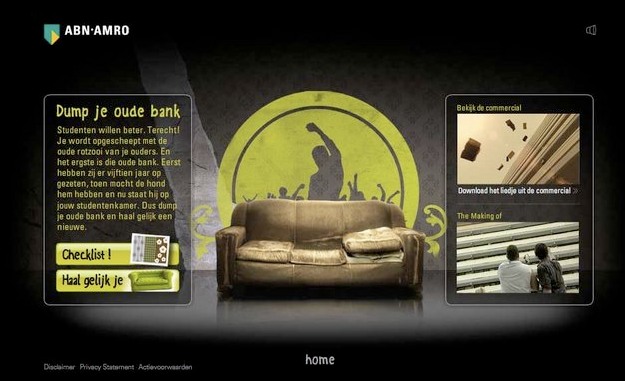 ABN·AMRO
Dump je oude bank
Studenten willen beter. Terecht!
Je wordt opgescheept met de
oude rotzooi van je ouders. En
het ergste is die oude bank. Eerst
hebben zij er vijftien jaar op
gezeten, toen mocht de hond
hem hebben en nu staat hij op
jouw studentenkamer. Dus dump
je oude bank en haal gelijk een
nieuwe.
Checklist !
Haal gelijk je
Bekijk de commercial
Download het liedje uit de commercial
The Making of
home
Disclaimer Privacy Statement Actievoorwaarden